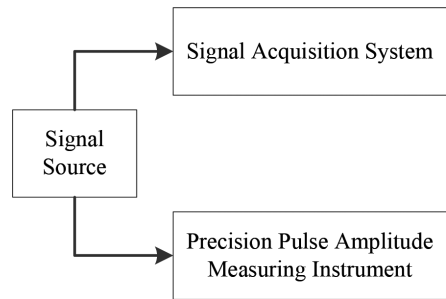 Signal Acquisition System
Signal
Source
Precision Pulse Amplitude
Measuring Instrument